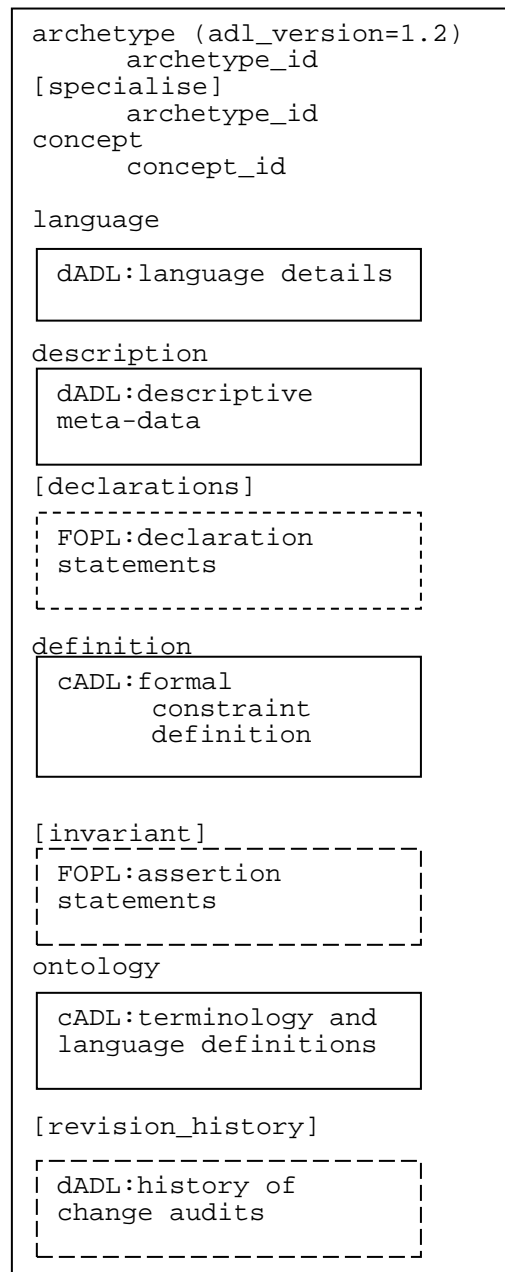 archetype (adl_version=1.2)
archetype_id
[specialise]
archetype_id
concept
concept_id
language
dADL:language details
description
dADL:descriptive
meta-data
[declarations]
FOPL:declaration
statements
definition
cADL:formal
constraint
definition
[invariant]
FOPL:assertion
statements
ontology
cADL:terminology and
language definitions
[revision_history]
dADL:history of
change audits